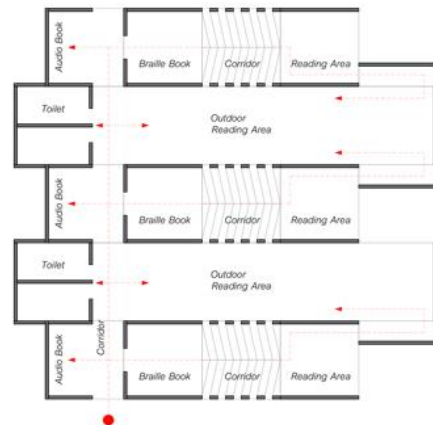 Audio Book
Braille Book
Corridor
Reading Area
Toilet
Outdoor
Reading Area
Audio Book
Braille Book
Corridor
Reading Area
Toilet
Outdoor
Reading Area
Corridor
Audio Book
Braille Book
Corridor
Reading Area